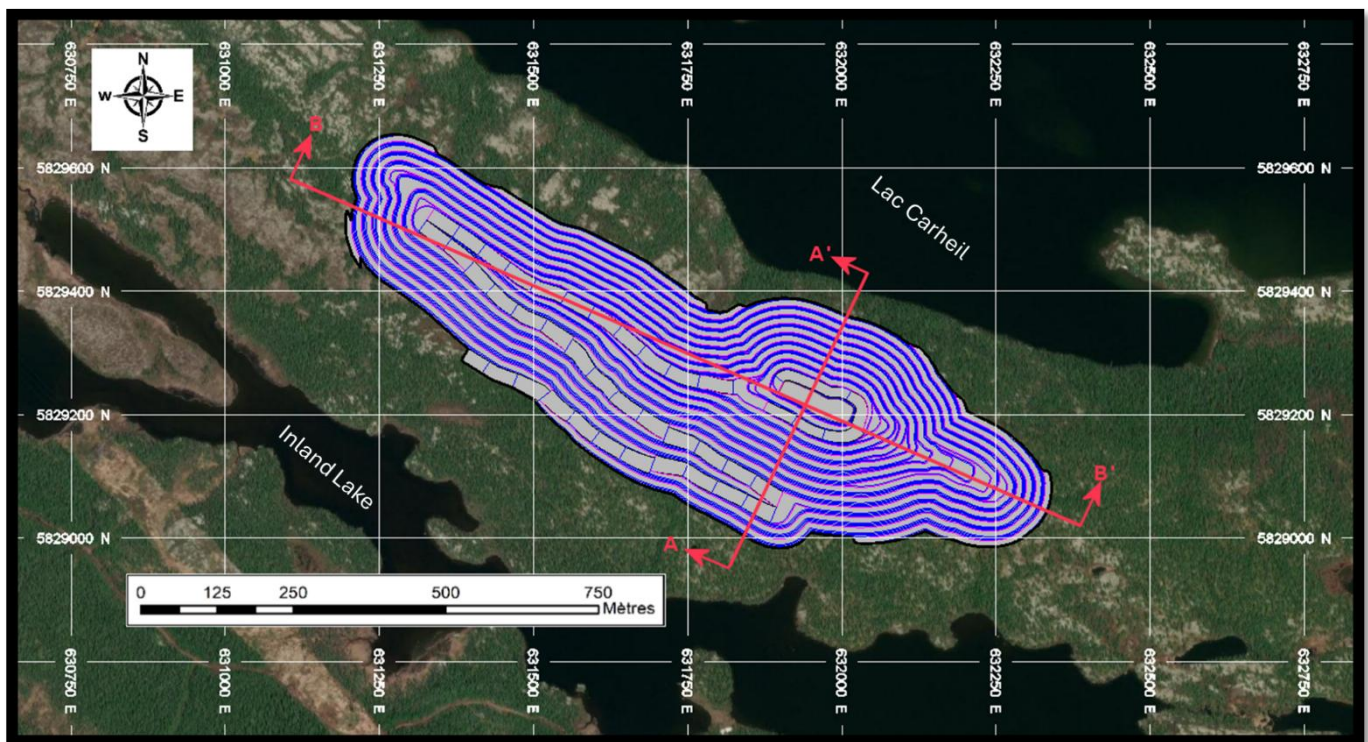 630750 E
631000 E
631250 E
631500 E
631750 E
632000 E
632250 E
632500 E
632750 E
N
W E
S
B
5829600 N
5829600 N
Lac Carheil
A'
5829400 N
5829400 N
5829200 N
5829200 N
Inland Lake
B'
A
5829000 N
5829000 N
0 125 250 500 750
Mètres
630750 E
631000 E
631250 E
631500 E
631750 E
632000 E
632250 E
632500 E
632750 E